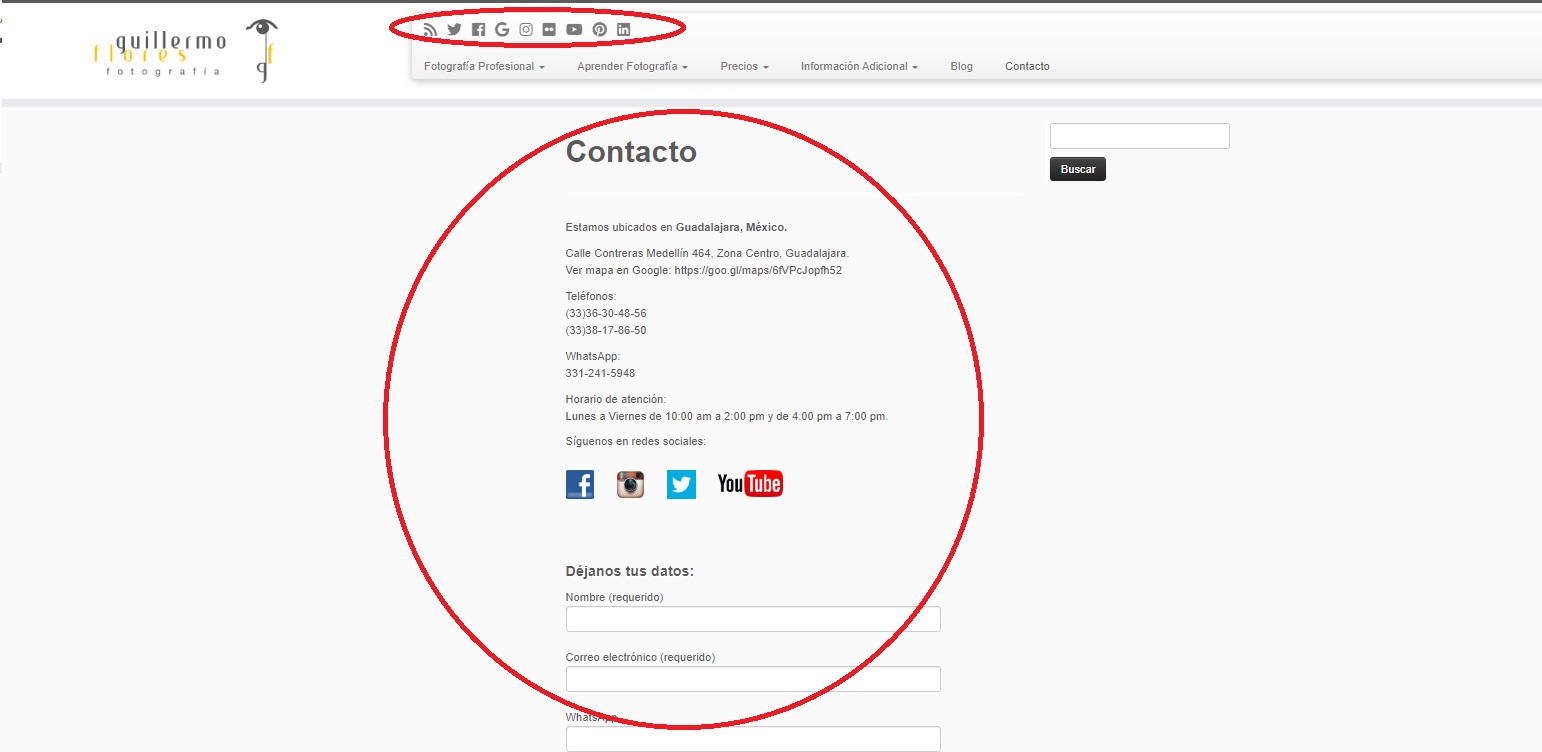 guillermo
flores
fotografía
gf
Fotografía Profesional
Aprender Fotografía
Precios
Información Adicional
Blog
Contacto
Contacto
Buscar
Estamos ubicados en Guadalajara, México.
Calle Contreras Medellín 464, Zona Centro, Guadalajara.
Ver mapa en Google: https://goo.gl/maps/6fVPcJopfh52
Teléfonos:
(33)36-30-48-56
(33)38-17-86-50
WhatsApp:
331-241-5948
Horario de atención:
Lunes a Viernes de 10:00 am a 2:00 pm y de 4:00 pm a 7:00 pm.
Síguenos en redes sociales:
YouTube
Déjanos tus datos:
Nombre (requerido)
Correo electrónico (requerido)
WhatsApp